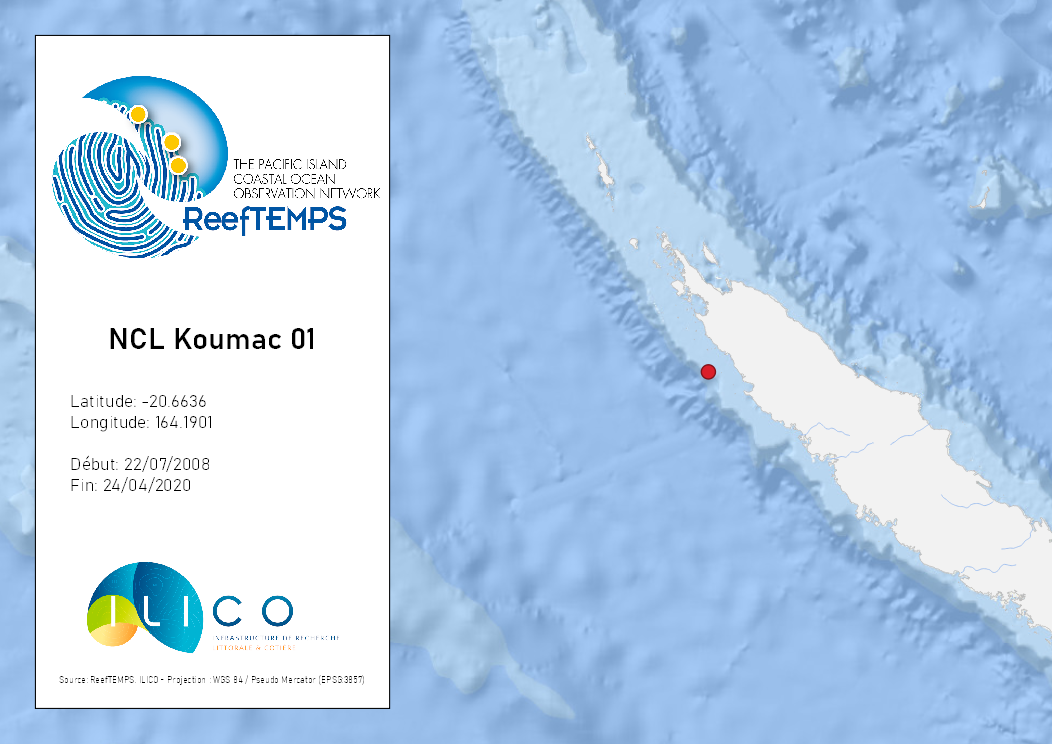 THE PACIFIC ISLAND
COASTAL OCEAN
OBSERVATION NETWORK
ReefTEMPS
NCL Koumac 01
Latitude: -20.6636
Longitude: 164.1901
Début: 22/07/2008
Fin: 24/04/2020
ILICO
INFRASTRUCTURE DE RECHERCHE
LITTORALE & CÔTIÈRE
Source: ReefTEMPS, ILICO - Projection : WGS 84 / Pseudo Mercator (EPSG:3857)